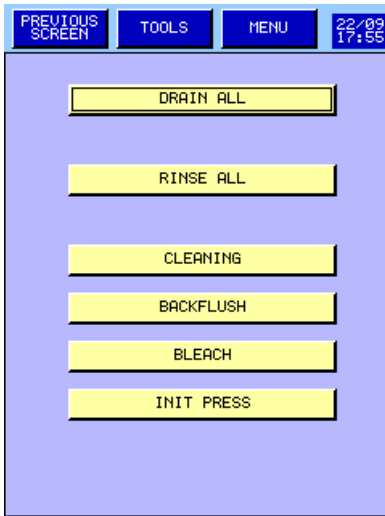 PREVIOUS
SCREEN
TOOLS
MENU
22/09
17:55
DRAIN ALL
RINSE ALL
CLEANING
BACKFLUSH
BLEACH
INIT PRESS